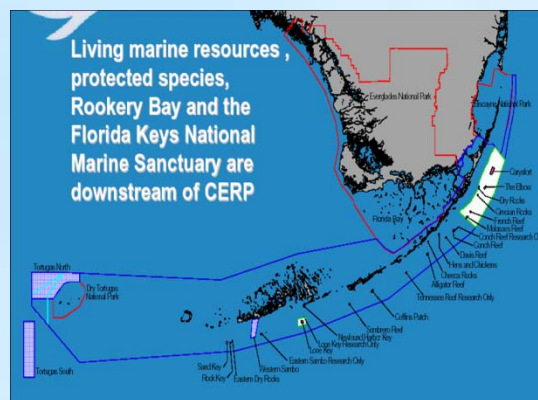 Living marine resources ,
protected species,
Rookery Bay and the
Florida Keys National
Marine Sanctuary are
downstream of CERP
Everglades National Park
Biscayne National Park
Carysfort
The Elbow
Dry Rocks
Grecian Rocks
French Reef
Molasses Reef
Conch Reef Research O
Conch Reef
Davis Reef
Hens and Chickens
Cheeca Rocks
Alligator Reef
Tennessee Reef Research Only
Florida Bay
Coffins Patch
Sombrero Reef
Newfound Harbor Key
Looe Key Research Only
Looe Key
Eastern Sambo Research Only
Western Sambo
Eastern Dry Rocks
Rock Key
Sand Key
Tortugas North
Dry Tortugas
National Park
Tortugas South